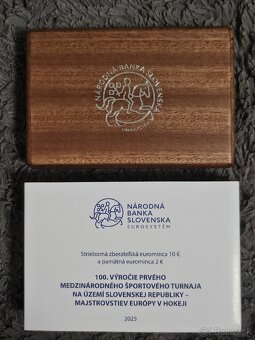 NÁRODNÁ BANKA SLOVENSKA
NÁRODNÁ
BANKA
SLOVENSKA
EUROSYSTÉM
Strieborná zberateľská eurominca 10 €
a pamätná eurominca 2 €
100. VÝROČIE PRVÉHO
MEDZINÁRODNÉHO ŠPORTOVÉHO TURNAJA
NA ÚZEMÍ SLOVENSKEJ REPUBLIKY –
MAJSTROVSTIEV EURÓPY V HOKEJI
2025